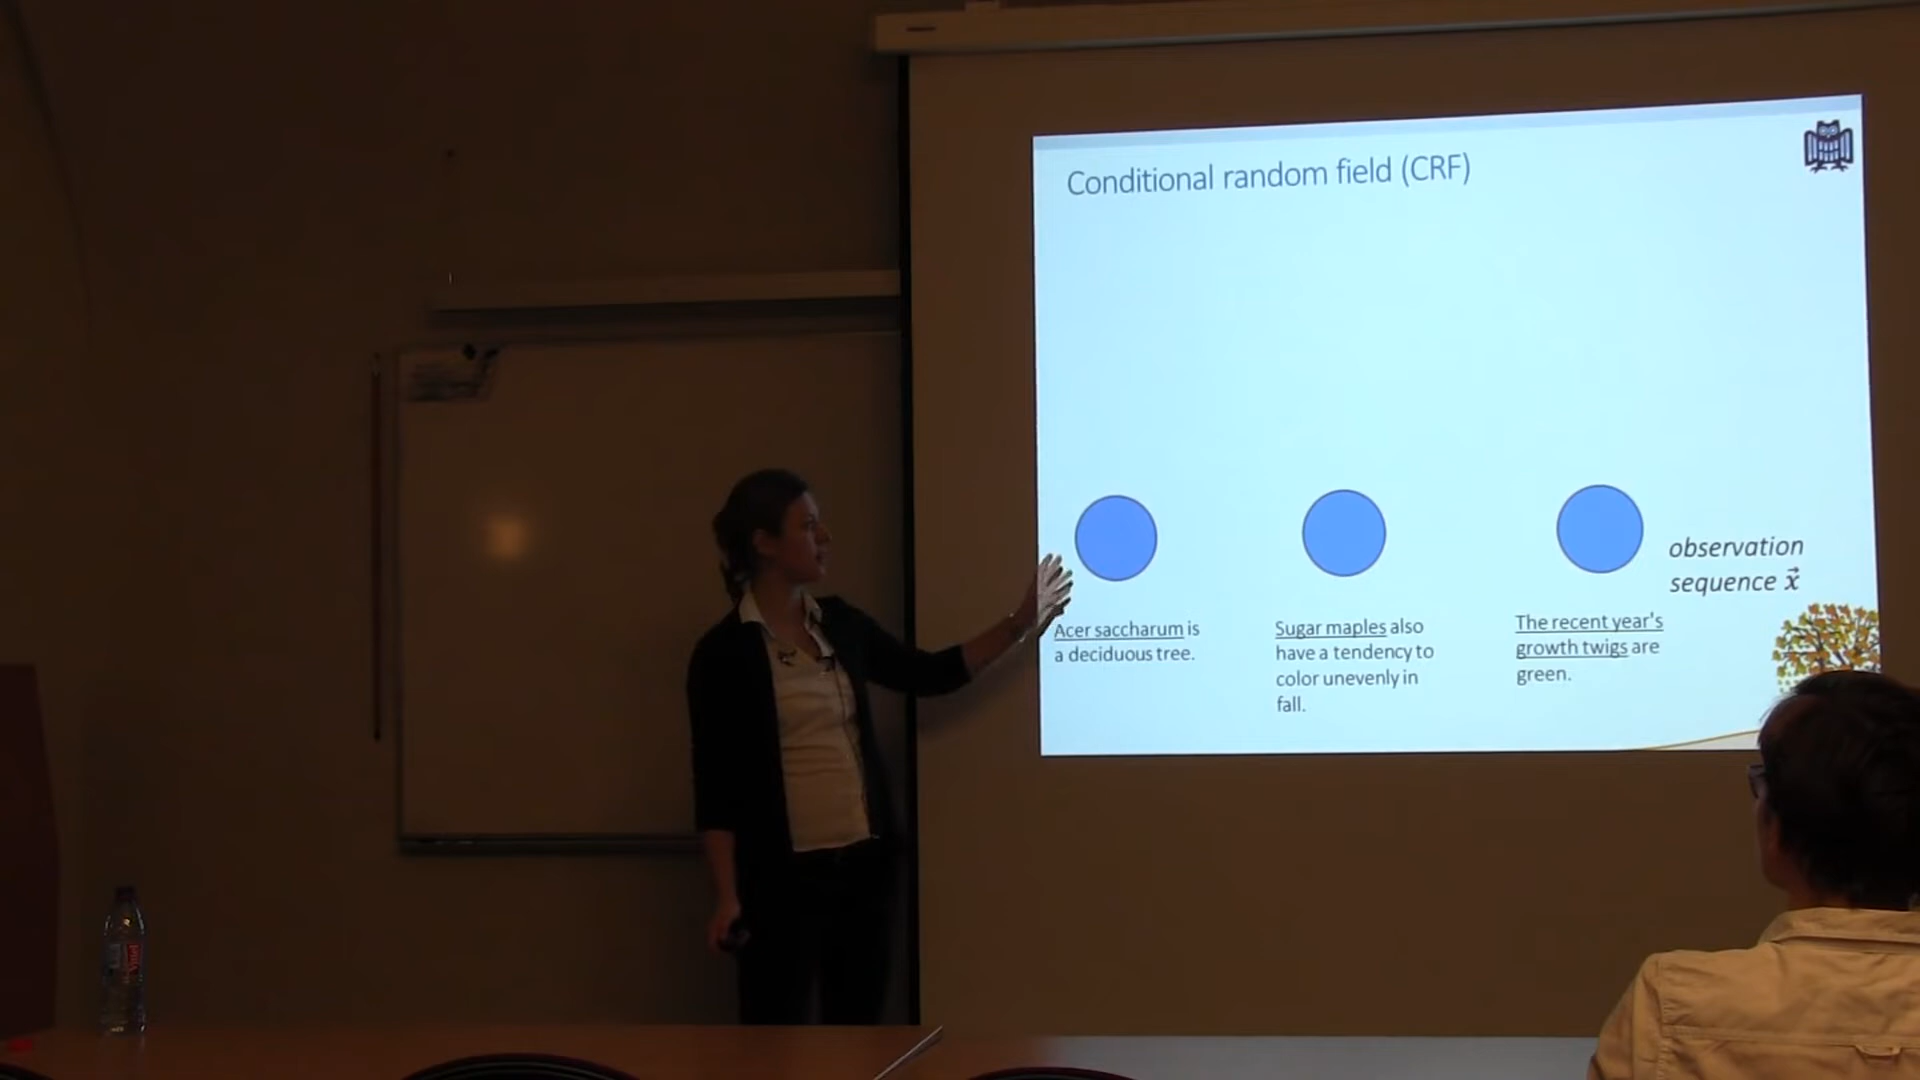 Conditional random field (CRF)
observation
sequence x⃗
Acer saccharum is
a deciduous tree.
Sugar maples also
have a tendency to
color unevenly in
fall.
The recent year's
growth twigs are
green.
Vittel